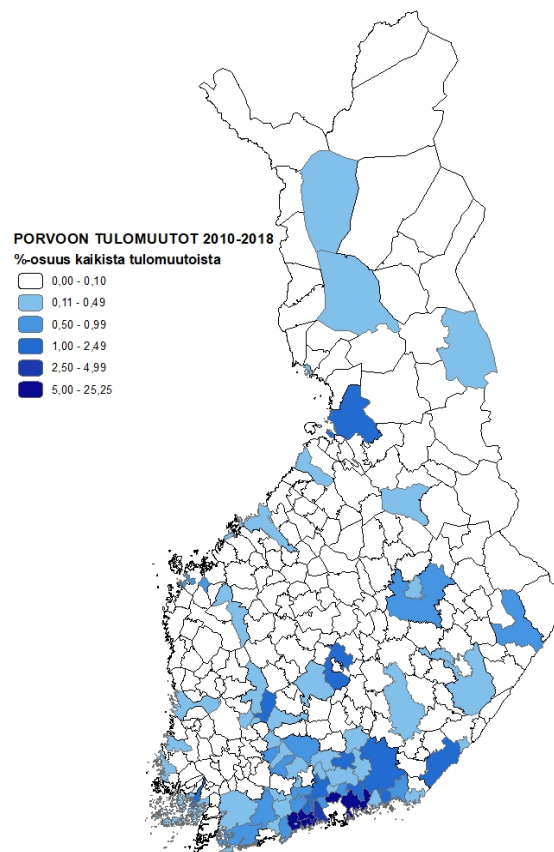 PORVOON TULOMUUTOT 2010-2018
%-osuus kaikista tulomuutoista
0,00 - 0,10
0,11 - 0,49
0,50 - 0,99
1,00 - 2,49
2,50 - 4,99
5,00 - 25,25